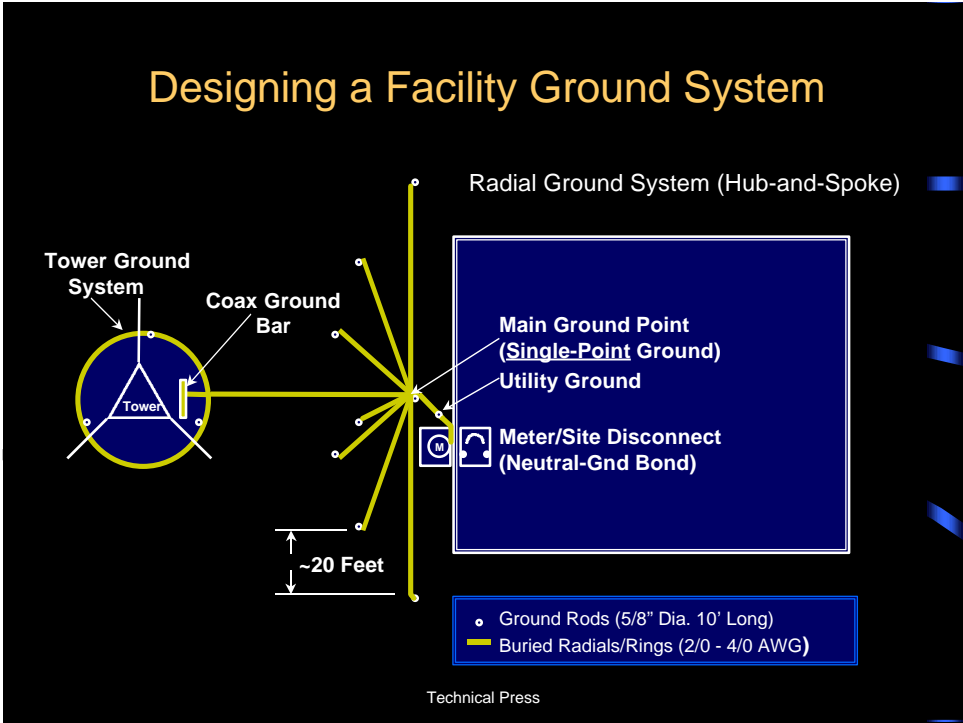 Designing a Facility Ground System
Radial Ground System (Hub-and-Spoke)
Tower Ground
System
Coax Ground
Bar
Main Ground Point
(Single-Point Ground)
Utility Ground
Tower
M
Meter/Site Disconnect
(Neutral-Gnd Bond)
~20 Feet
Ground Rods (5/8” Dia. 10’ Long)
Buried Radials/Rings (2/0 - 4/0 AWG)
Technical Press